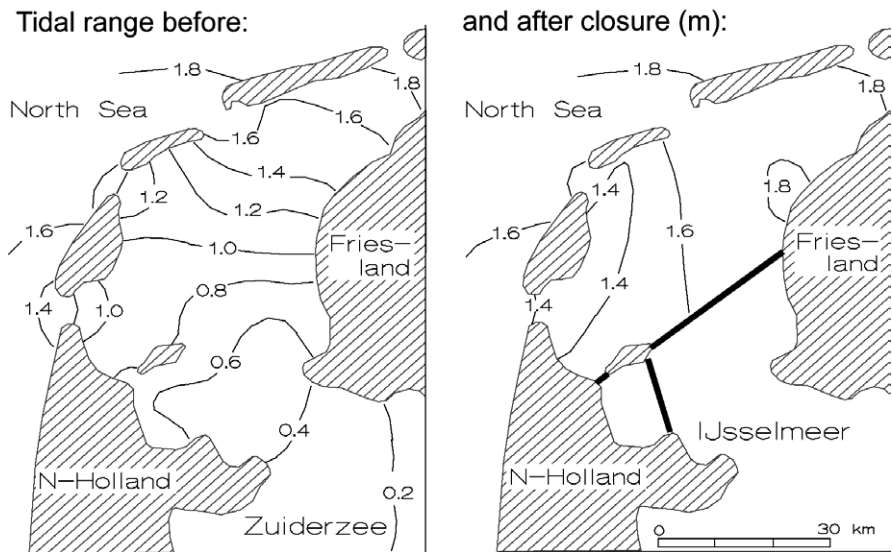 Tidal range before:
1.8
1.8
North Sea
1.6
1.6
1.4
1.2
1.2
1.6
1.0
Fries-
land
0.8
1.4
1.0
0.6
0.4
N-Holland
0.2
Zuiderzee
and after closure (m):
1.8
1.8
North Sea
1.4
1.8
1.6
1.6
Fries-
land
1.4
1.4
IJsselmeer
N-Holland
0 30 km